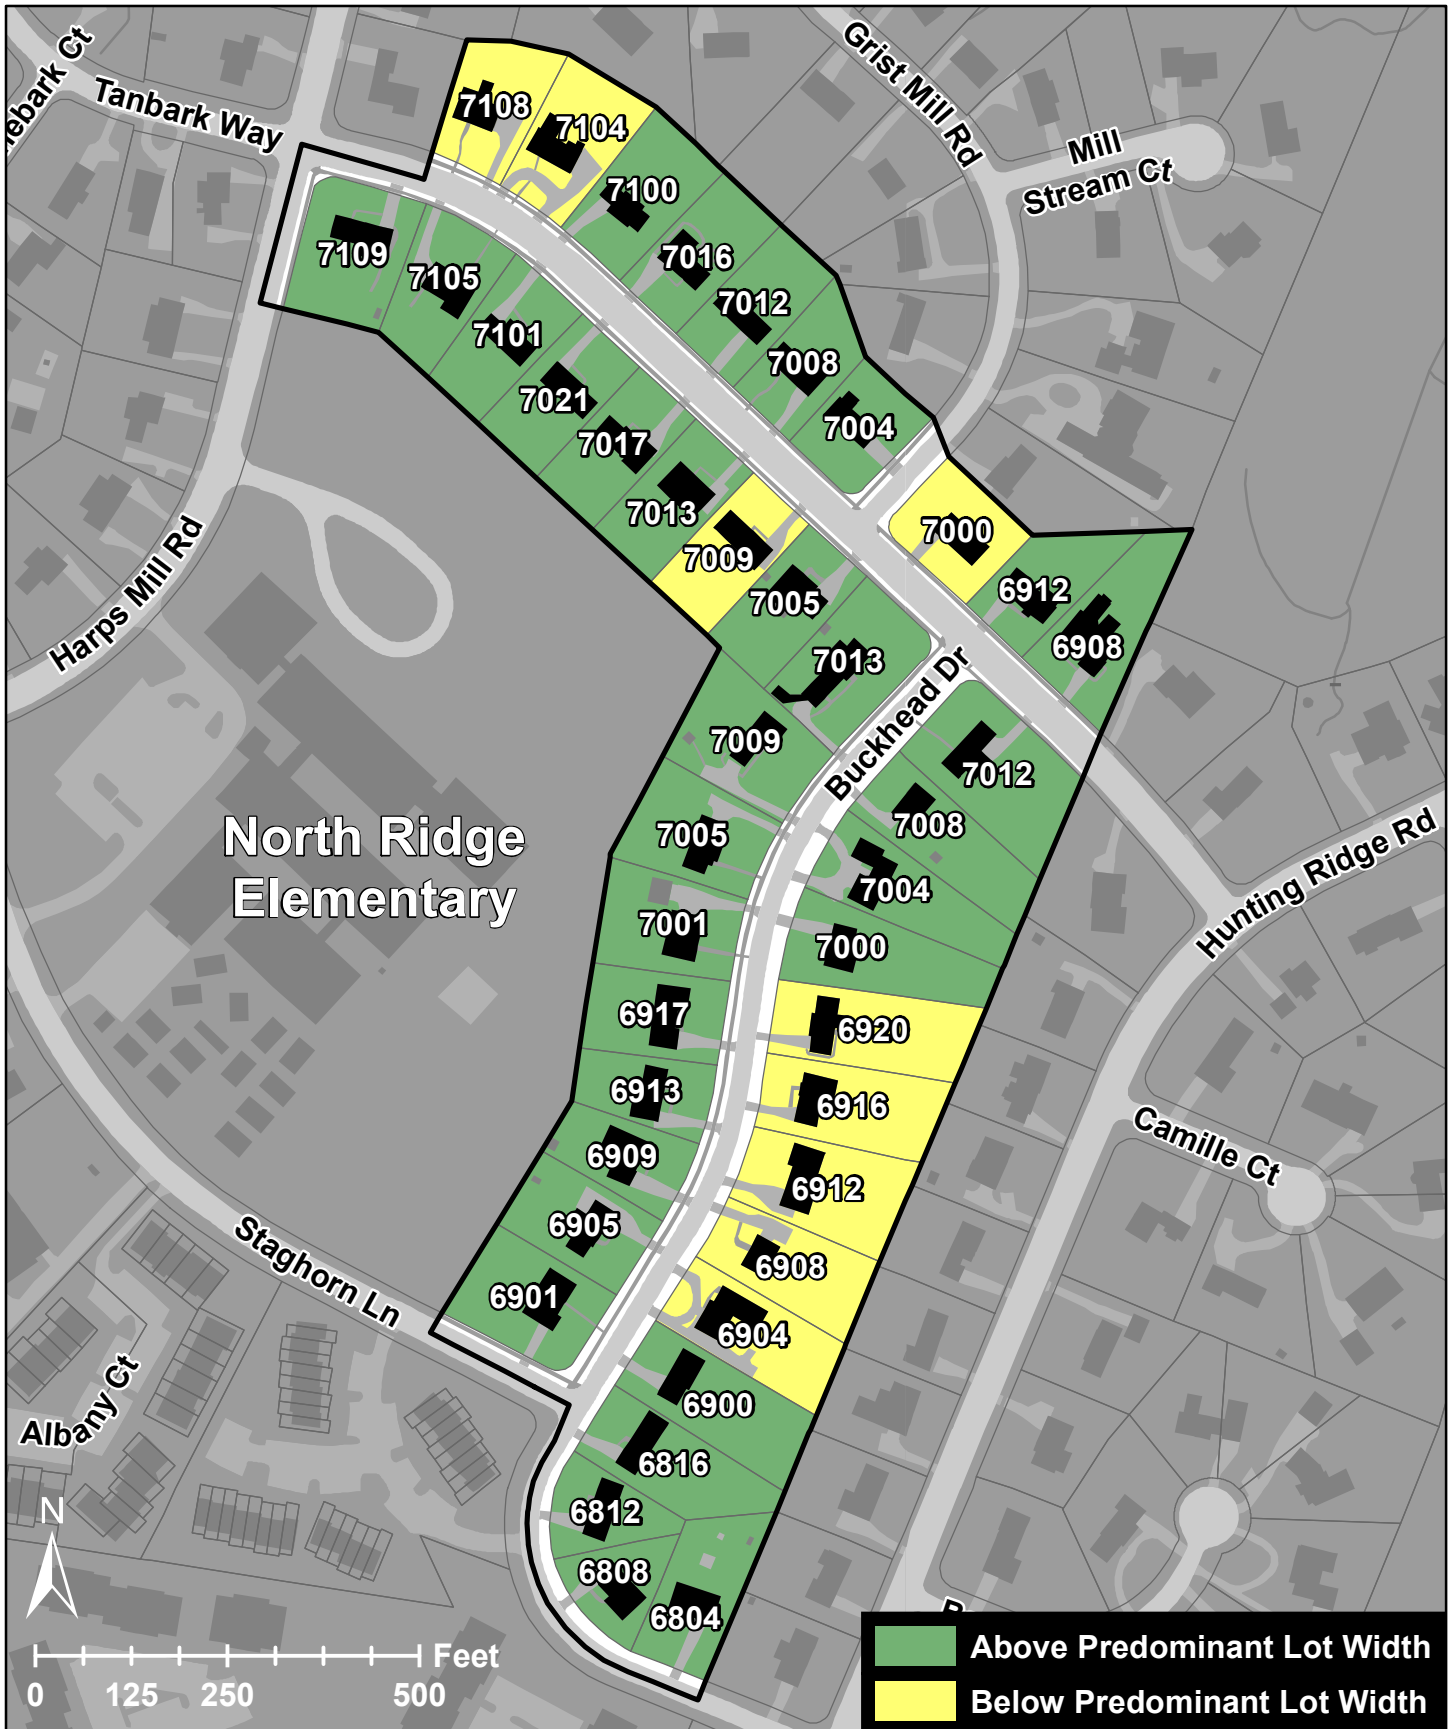 Grist Mill Rd
Tanbark Way
Mill
Stream Ct
7108
7104
7100
7109
7105
7016
7012
7101
7008
7021
7004
7017
7013
7000
7009
6912
7005
6908
7013
Harps Mill Rd
Buckhead Dr
7009
7012
7008
North Ridge
Elementary
7005
7004
Hunting Ridge Rd
7001
7000
6917
6920
6913
6916
Camille Ct
6909
6912
6905
6908
Staghorn Ln
6901
6904
Albany Ct
6900
6816
6812
6808
6804
N
Feet
0 125 250 500
Above Predominant Lot Width
Below Predominant Lot Width